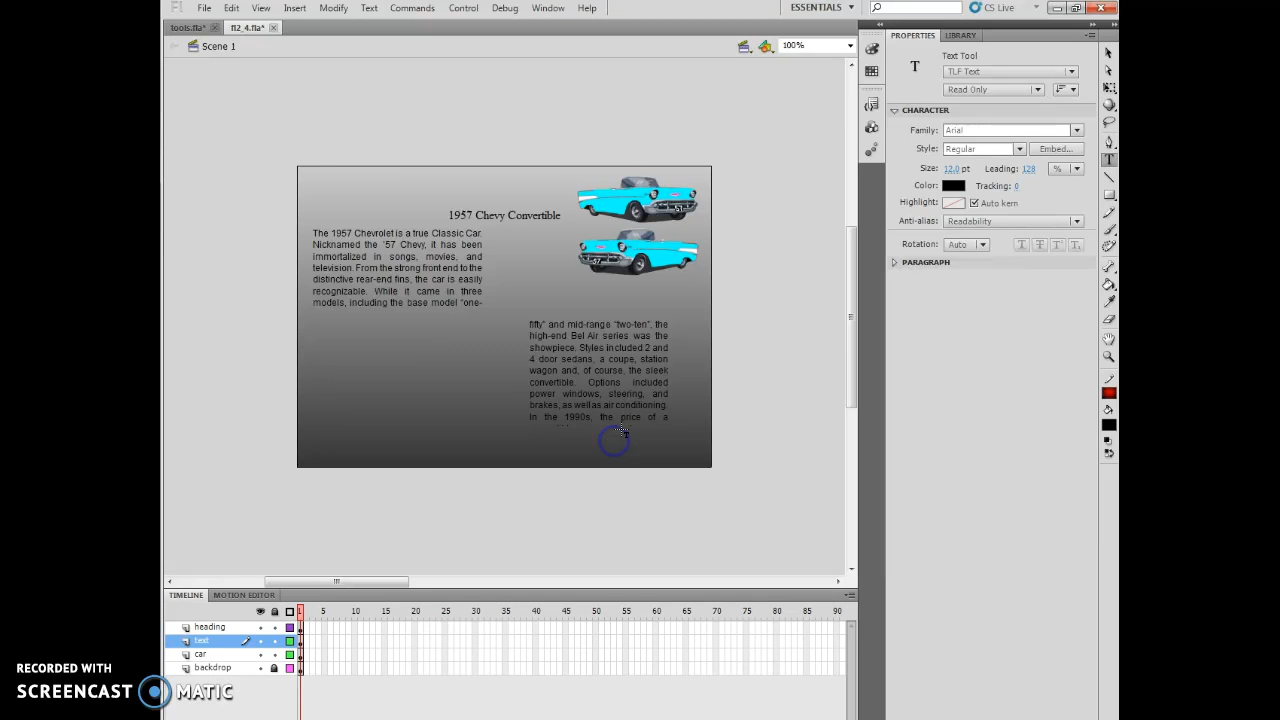 Fl File Edit View Insert Modify Text Commands Control Debug Window Help ESSENTIALS CS Live
tools.fla* fl2_4.fla*
Scene 1 100%
PROPERTIES LIBRARY
T Text Tool
TLF Text
Read Only
CHARACTER
Family: Arial
Style: Regular Embed...
Size: 12.0 pt Leading: 128 %
Color: Tracking: 0
Highlight: Auto kern
Anti-alias: Readability
Rotation: Auto
PARAGRAPH
1957 Chevy Convertible
The 1957 Chevrolet is a true Classic Car.
Nicknamed the '57 Chevy, it has been
immortalized in songs, movies, and
television. From the strong front end to the
distinctive rear-end fins, the car is easily
recognizable. While it came in three
models, including the base model “one-
fifty” and mid-range “two-ten”, the
high-end Bel Air series was the
showpiece. Styles included 2 and
4 door sedans, a coupe, station
wagon and, of course, the sleek
convertible. Options included
power windows, steering, and
brakes, as well as air conditioning.
In the 1990s, the price of a
TIMELINE MOTION EDITOR
1 5 10 15 20 25 30 35 40 45 50 55 60 65 70 75 80 85 90
heading
text
car
backdrop
RECORDED WITH
SCREENCAST MATIC